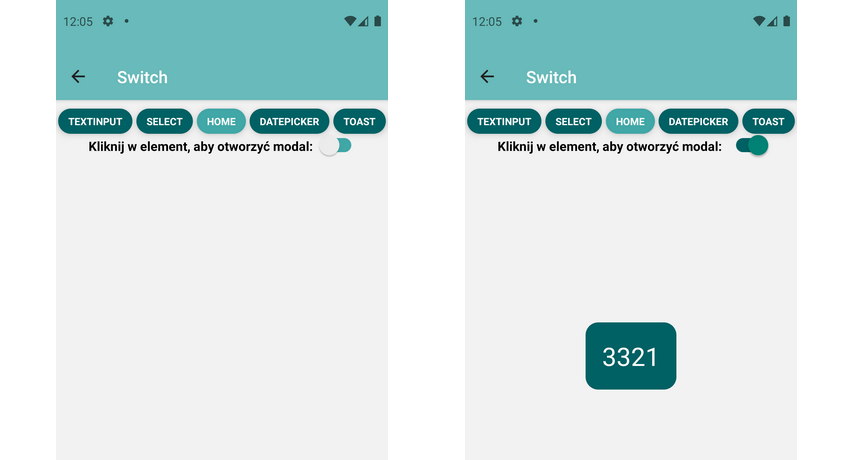 12:05
Switch
TEXTINPUT SELECT HOME DATEPICKER TOAST
Kliknij w element, aby otworzyć modal:
12:05
Switch
TEXTINPUT SELECT HOME DATEPICKER TOAST
Kliknij w element, aby otworzyć modal:
3321